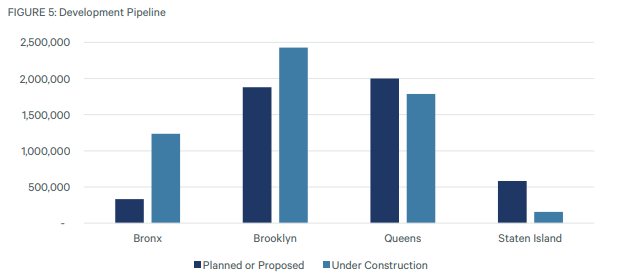 FIGURE 5: Development Pipeline
2,500,000
2,000,000
1,500,000
1,000,000
500,000
-
Bronx Brooklyn Queens Staten Island
Planned or Proposed Under Construction